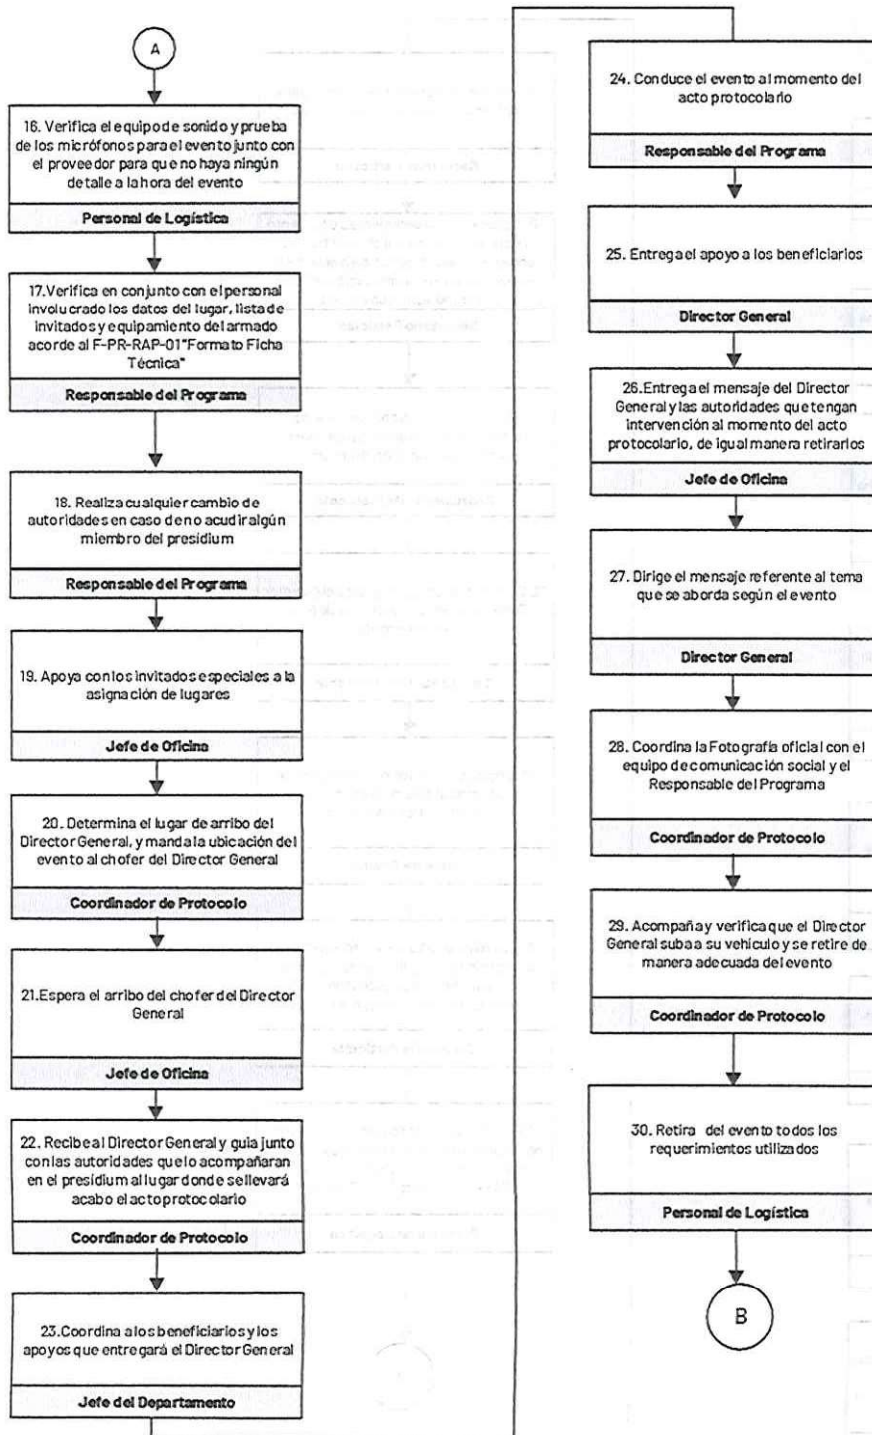 A
16. Verifica el equipo de sonido y prueba
de los micrófonos para el evento junto con
el proveedor para que no haya ningún
detalle a la hora del evento
Personal de Logística
17. Verifica en conjunto con el personal
involucrado los datos del lugar, lista de
invitados y equipamiento del armado
acorde al F-PR-RAP-01 "Formato Ficha
Técnica"
Responsable del Programa
18. Realiza cualquier cambio de
autoridades en caso de no acudir algún
miembro del presídium
Responsable del Programa
19. Apoya con los invitados especiales a la
asignación de lugares
Jefe de Oficina
20. Determina el lugar de arribo del
Director General, y manda la ubicación del
evento al chofer del Director General
Coordinador de Protocolo
21. Espera el arribo del chofer del Director
General
Jefe de Oficina
22. Recibe al Director General y guia junto
con las autoridades que lo acompañaran
en el presídium al lugar donde se llevará
acabo el acto protocolario
Coordinador de Protocolo
23. Coordina a los beneficiarios y los
apoyos que entregará el Director General
Jefe del Departamento
24. Conduce el evento al momento del
acto protocolario
Responsable del Programa
25. Entrega el apoyo a los beneficiarios
Director General
26. Entrega el mensaje del Director
General y las autoridades que tengan
intervención al momento del acto
protocolario, de igual manera retirarlos
Jefe de Oficina
27. Dirige el mensaje referente al tema
que se aborda según el evento
Director General
28. Coordina la Fotografía oficial con el
equipo de comunicación social y el
Responsable del Programa
Coordinador de Protocolo
29. Acompaña y verifica que el Director
General suba a su vehículo y se retire de
manera adecuada del evento
Coordinador de Protocolo
30. Retira del evento todos los
requerimientos utilizados
Personal de Logística
B